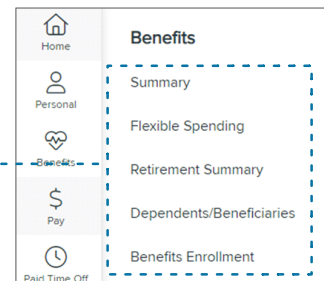 Home
Personal
Benefits
Pay
Paid Time Off
Benefits
Summary
Flexible Spending
Retirement Summary
Dependents/Beneficiaries
Benefits Enrollment